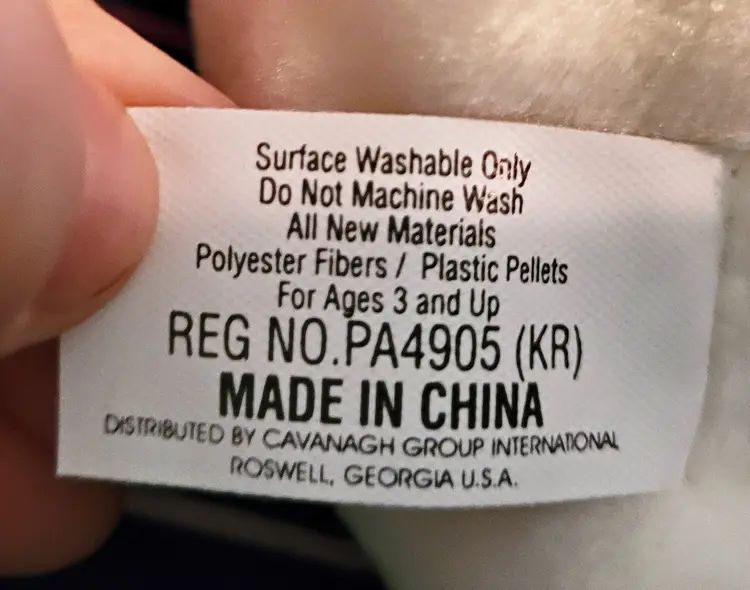 Surface Washable Only
Do Not Machine Wash
All New Materials
Polyester Fibers / Plastic Pellets
For Ages 3 and Up
REG NO.PA4905 (KR)
MADE IN CHINA
DISTRIBUTED BY CAVANAGH GROUP INTERNATIONAL
ROSWELL, GEORGIA U.S.A.